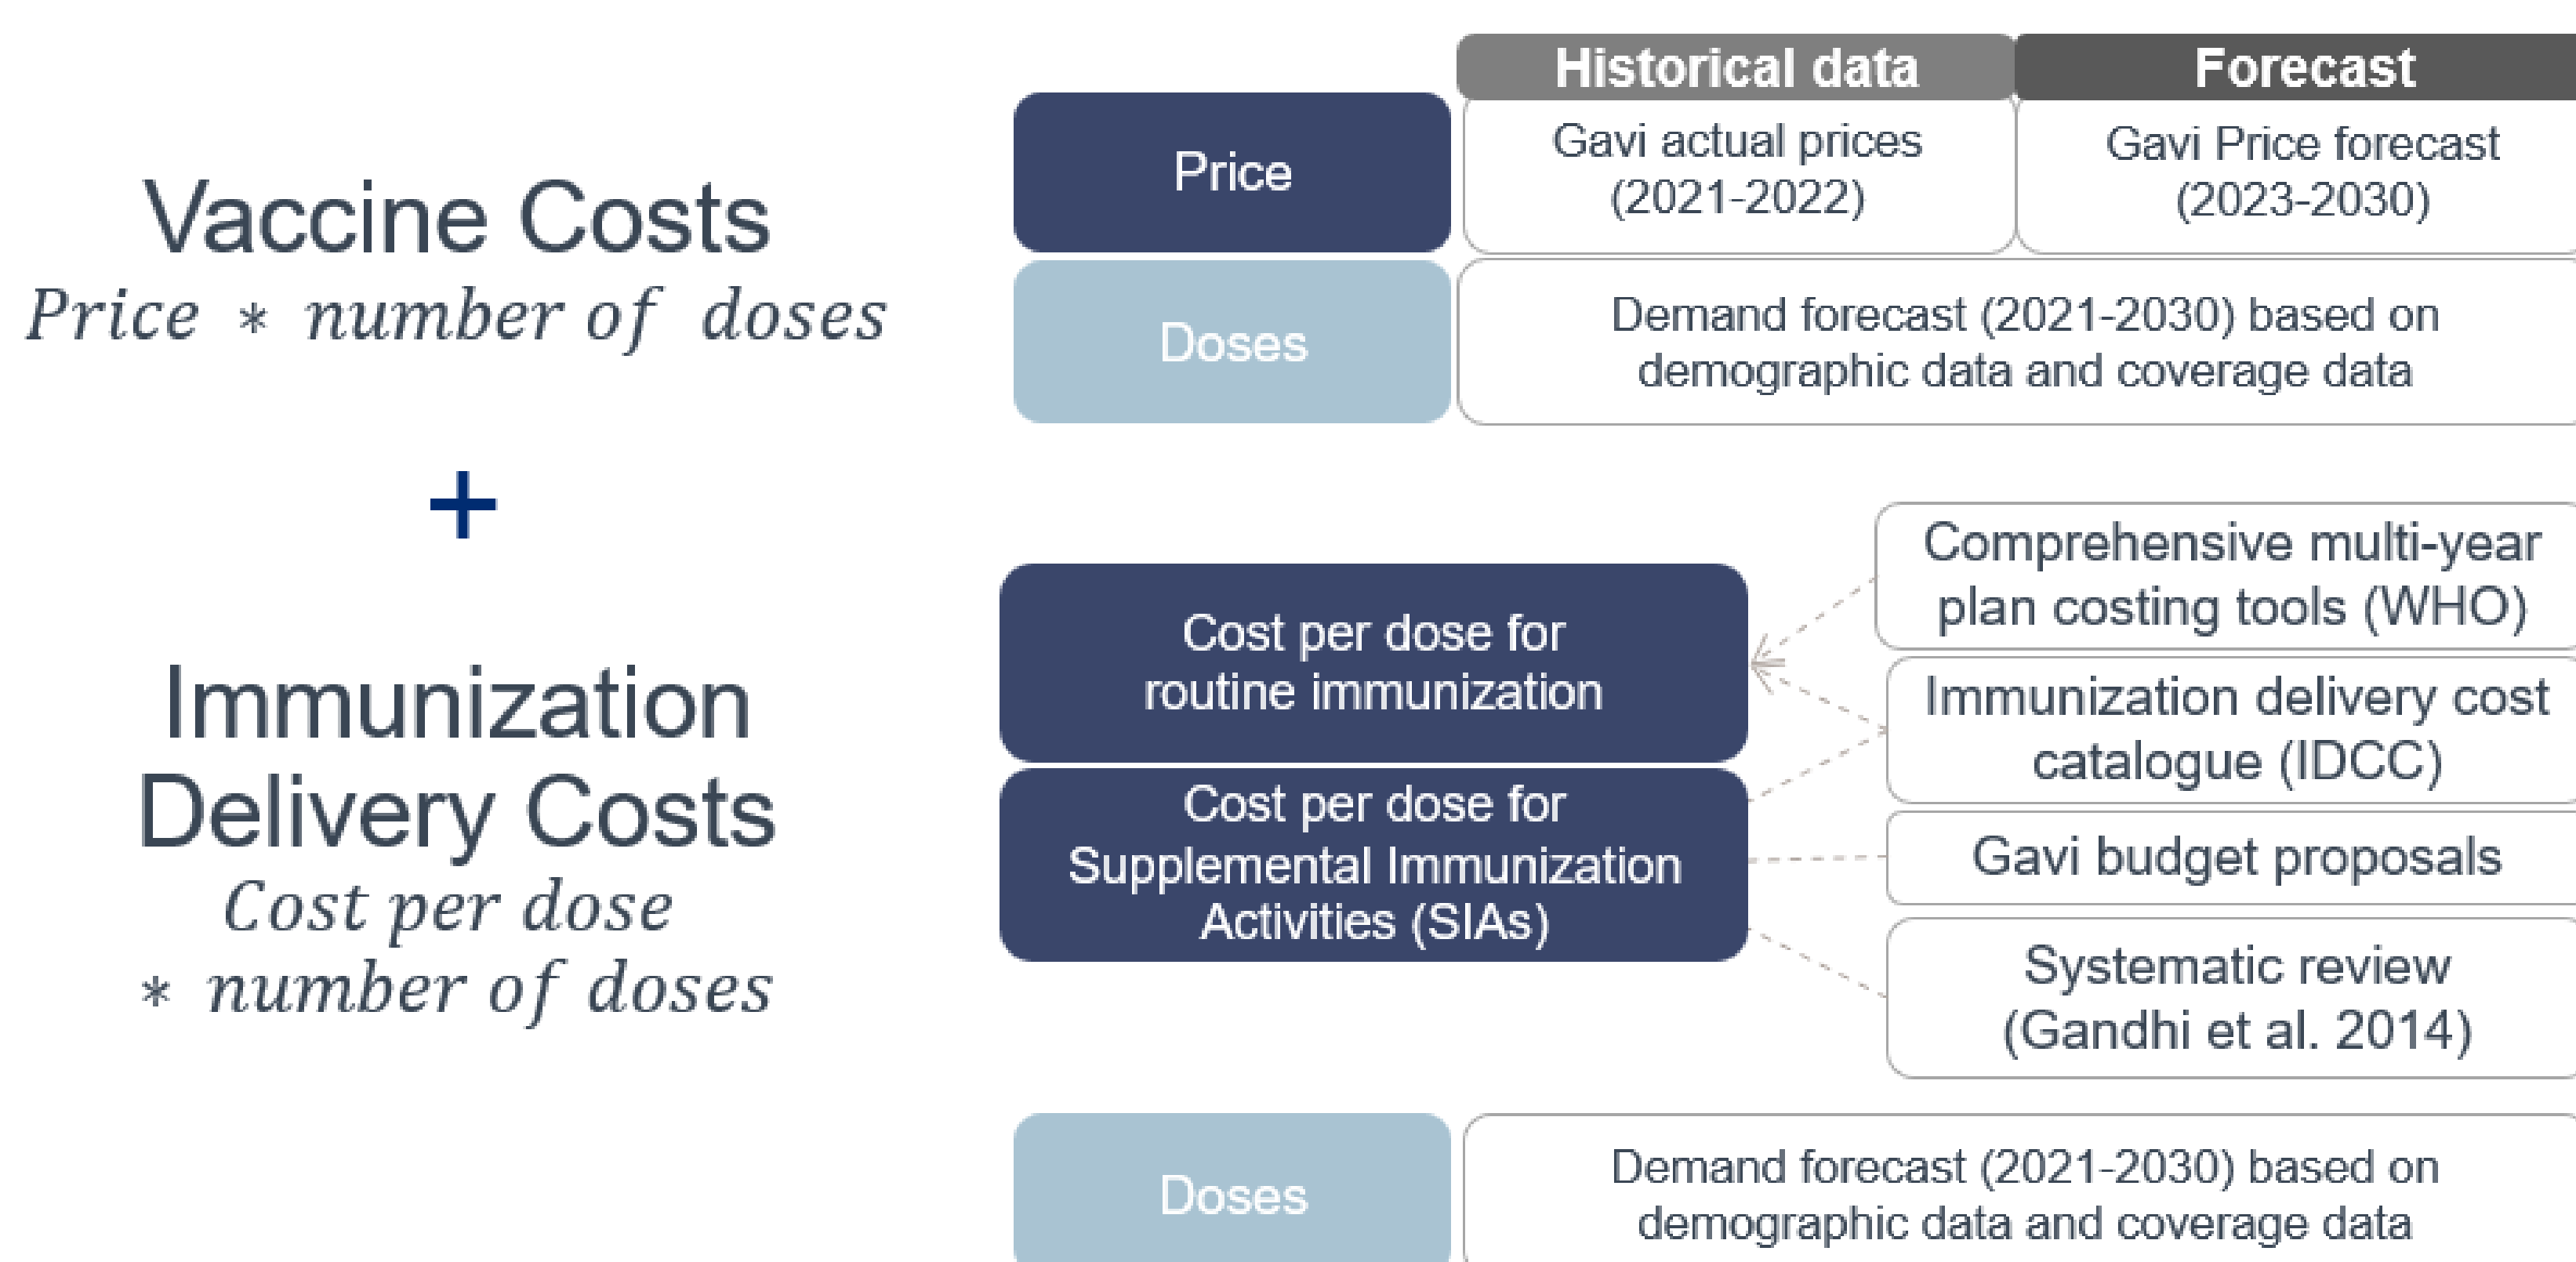 Historical data
Forecast
Vaccine Costs
Price * number of doses
Price
Gavi actual prices
(2021-2022)
Gavi Price forecast
(2023-2030)
Doses
Demand forecast (2021-2030) based on
demographic data and coverage data
+
Immunization
Delivery Costs
Cost per dose
* number of doses
Cost per dose for
routine immunization
Cost per dose for
Supplemental Immunization
Activities (SIAs)
Comprehensive multi-year
plan costing tools (WHO)
Immunization delivery cost
catalogue (IDCC)
Gavi budget proposals
Systematic review
(Gandhi et al. 2014)
Doses
Demand forecast (2021-2030) based on
demographic data and coverage data